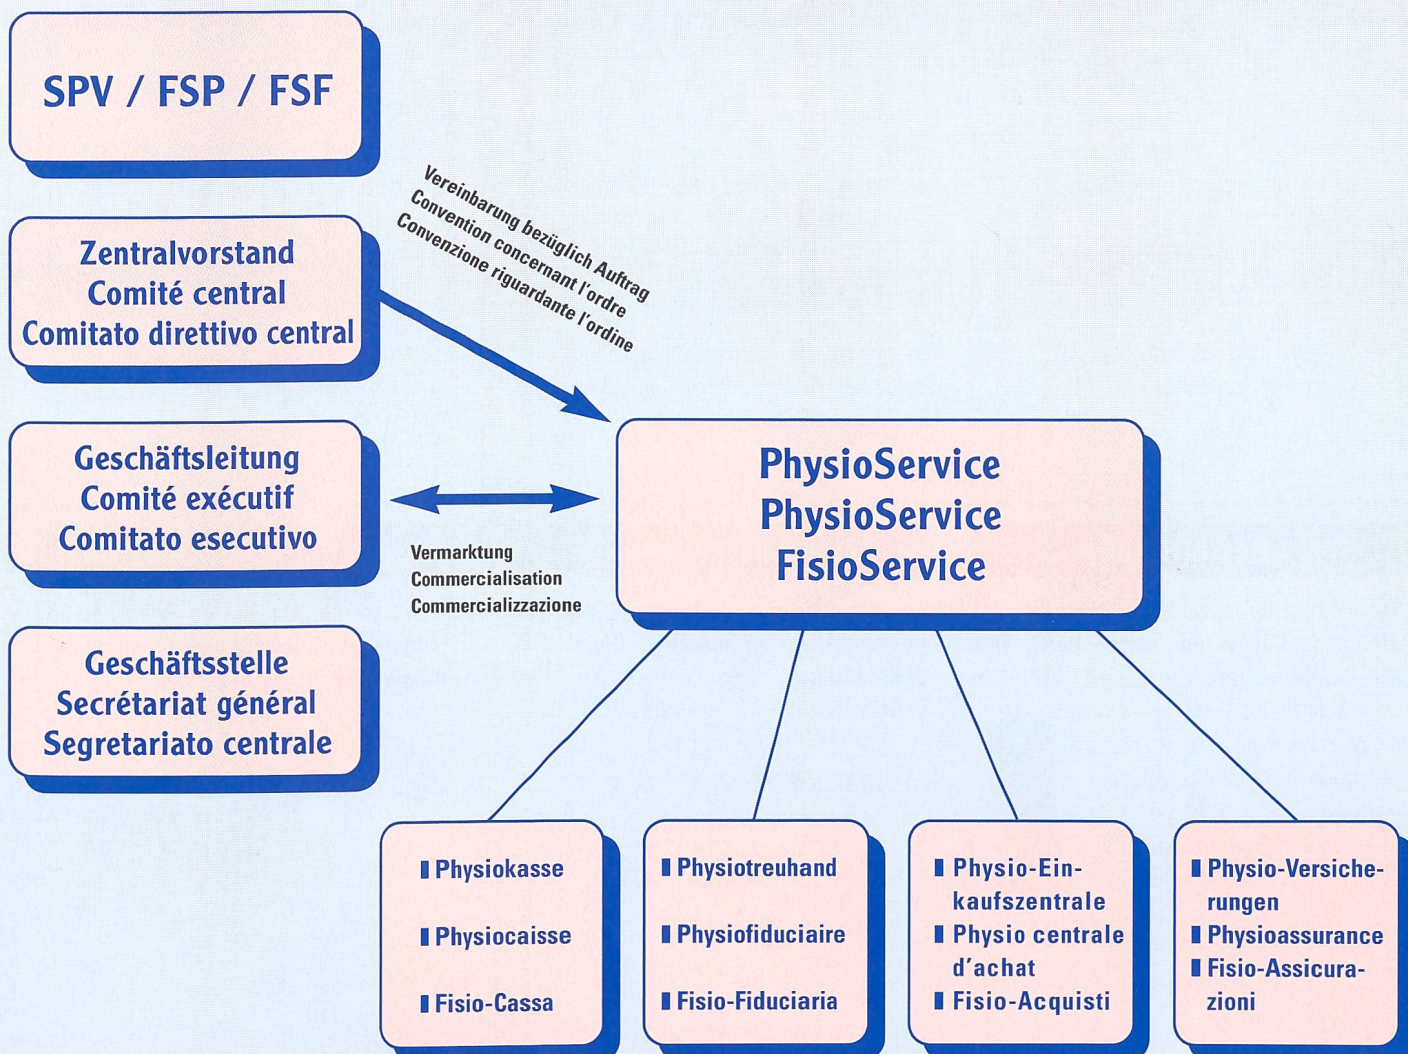 SPV / FSP / FSF
Zentralvorstand
Comité central
Comitato direttivo central
Vereinbarung bezüglich Auftrag
Convention concernant l'ordre
Convenzione riguardante l'ordine
Geschäftsleitung
Comité exécutif
Comitato esecutivo
Vermarktung
Commercialisation
Commercializzazione
PhysioService
PhysioService
FisioService
Geschäftsstelle
Secrétariat général
Segretariato centrale
Physiokasse
Physiocaisse
Fisio-Cassa
Physiotreuhand
Physiofiduciaire
Fisio-Fiduciaria
Physio-Ein-
kaufszentrale
Physio centrale
d'achat
Fisio-Acquisti
Physio-Versiche-
rungen
Physioassurance
Fisio-Assicura-
zioni